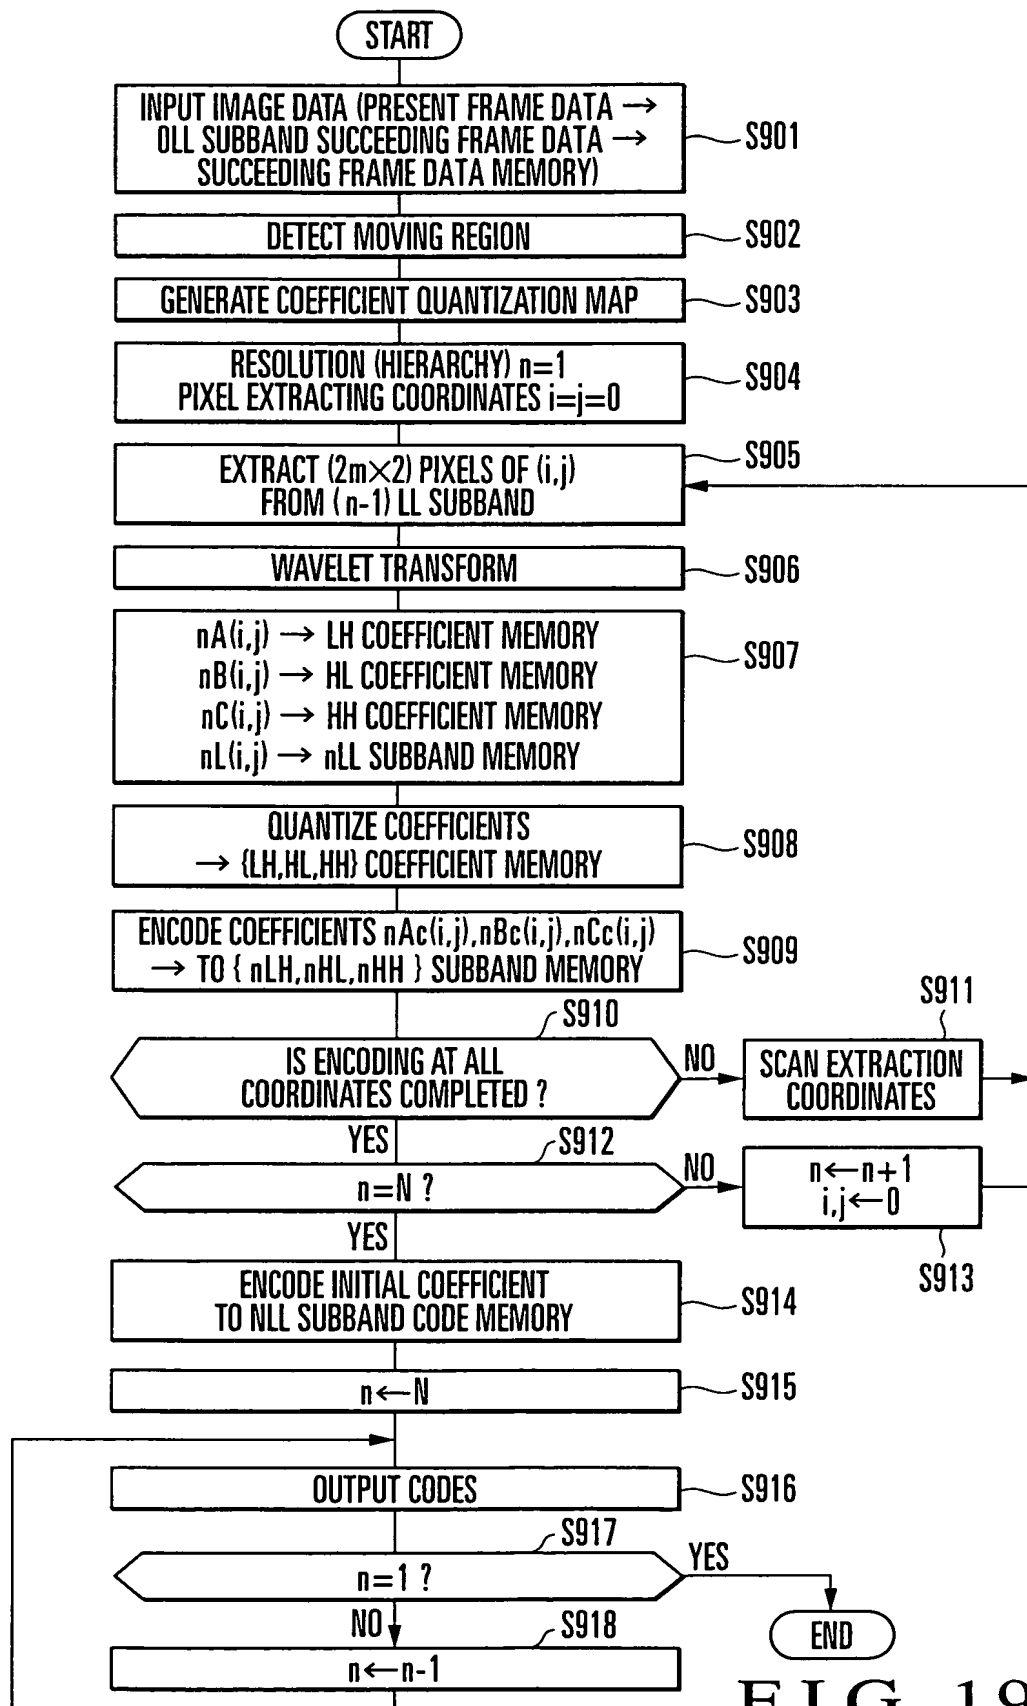 START
INPUT IMAGE DATA (PRESENT FRAME DATA →
OLL SUBBAND SUCCEEDING FRAME DATA →
SUCCEEDING FRAME DATA MEMORY)
S901
DETECT MOVING REGION
S902
GENERATE COEFFICIENT QUANTIZATION MAP
S903
RESOLUTION (HIERARCHY) n=1
PIXEL EXTRACTING COORDINATES i=j=0
S904
EXTRACT (2m×2) PIXELS OF (i,j)
FROM (n-1) LL SUBBAND
S905
WAVELET TRANSFORM
S906
nA(i,j) → LH COEFFICIENT MEMORY
nB(i,j) → HL COEFFICIENT MEMORY
nC(i,j) → HH COEFFICIENT MEMORY
nL(i,j) → nLL SUBBAND MEMORY
S907
QUANTIZE COEFFICIENTS
→ {LH,HL,HH} COEFFICIENT MEMORY
S908
ENCODE COEFFICIENTS nAc(i,j),nBc(i,j),nCc(i,j)
→ TO { nLH,nHL,nHH } SUBBAND MEMORY
S909
S910
IS ENCODING AT ALL
COORDINATES COMPLETED ?
NO
S911
SCAN EXTRACTION
COORDINATES
YES
S912
n=N ?
NO
n←n+1
i,j←0
S913
YES
ENCODE INITIAL COEFFICIENT
TO NLL SUBBAND CODE MEMORY
S914
n←N
S915
OUTPUT CODES
S916
S917
n=1 ?
YES
END
NO
S918
n←n-1
FIG.19